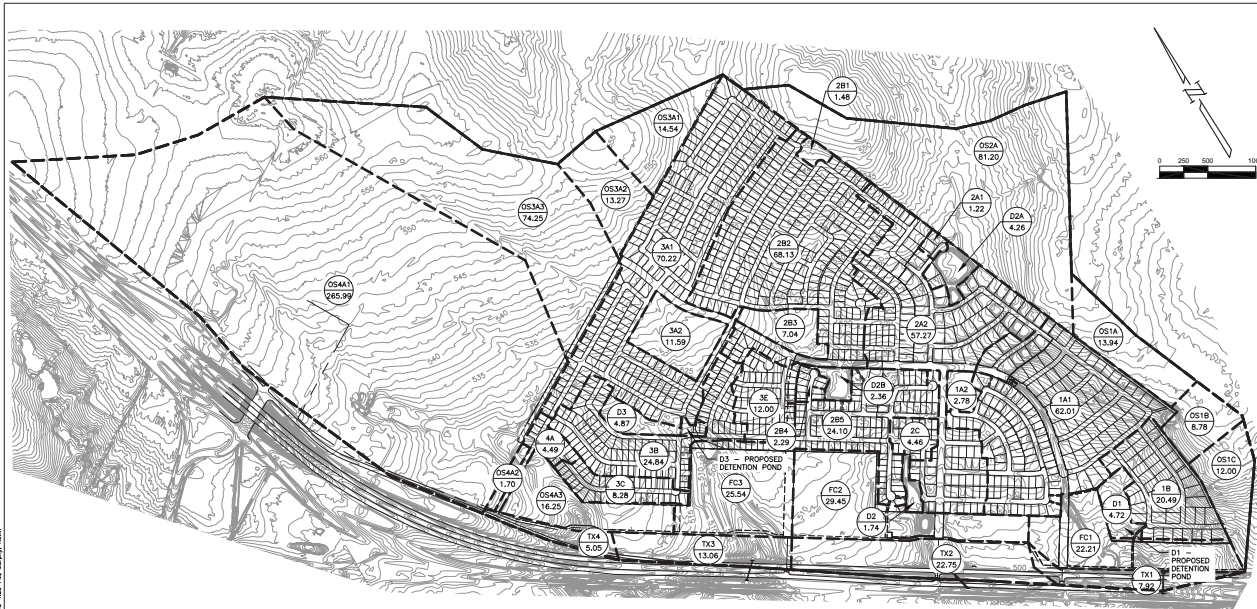 2B1
1.48
OS3A1
14.54
OS2A
81.20
0 250 500
OS3A2
13.27
2A1
1.22
D2A
4.26
OS3A3
74.25
3A1
70.22
2B2
68.13
OS4A1
265.99
2B3
7.04
2A2
57.27
OS1A
13.94
3A2
11.59
D2B
2.36
1A2
2.78
1A1
62.01
3E
12.00
D3
4.87
2B4
2.29
2B5
24.10
2C
4.46
OS1B
8.78
4A
4.49
3B
24.84
OS1C
12.00
OS4A2
1.70
3C
8.28
D3 – PROPOSED
DETENTION POND
FC3
25.54
FC2
29.45
1B
20.49
D1
4.72
OS4A3
16.25
D2
1.74
FC1
22.21
TX4
5.05
TX3
13.06
TX2
22.75
TX1
7.92
D1 –
PROPOSED
DETENTION
POND
560
555
550
545
540
535
500